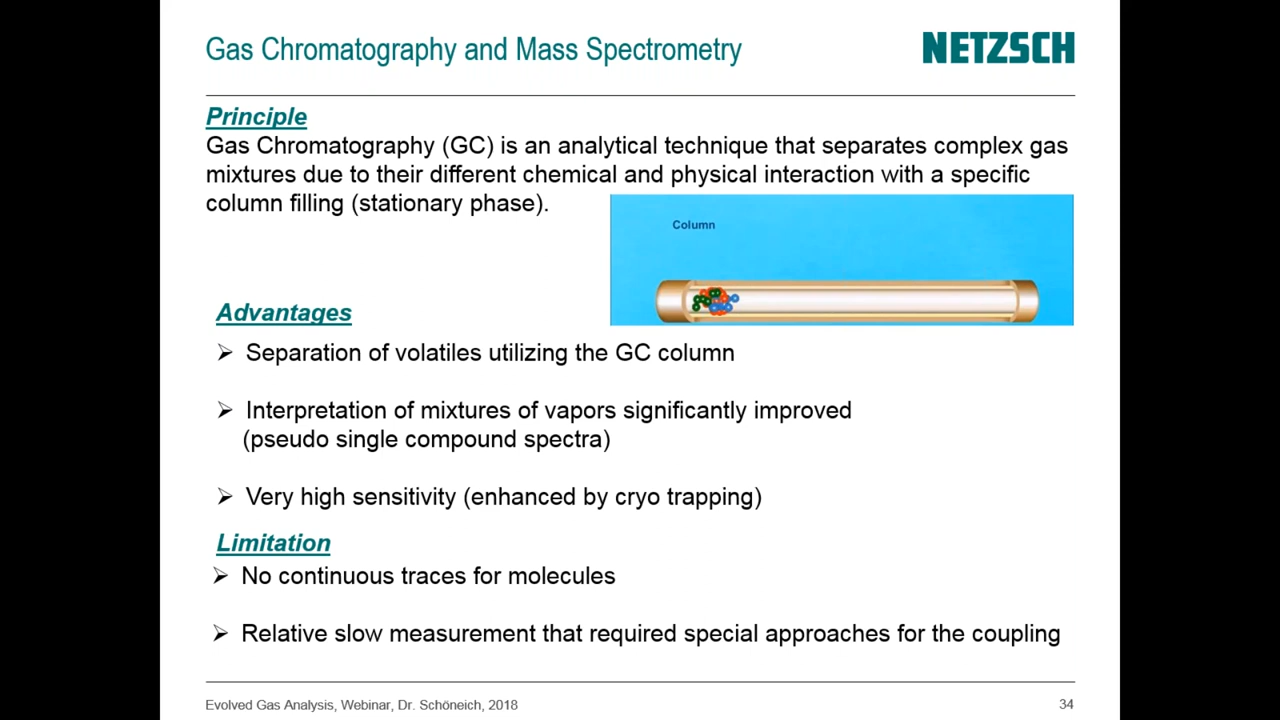 Gas Chromatography and Mass Spectrometry
NETZSCH
Principle
Gas Chromatography (GC) is an analytical technique that separates complex gas
mixtures due to their different chemical and physical interaction with a specific
column filling (stationary phase).
Column
Advantages
➢ Separation of volatiles utilizing the GC column
➢ Interpretation of mixtures of vapors significantly improved
(pseudo single compound spectra)
➢ Very high sensitivity (enhanced by cryo trapping)
Limitation
➢ No continuous traces for molecules
➢ Relative slow measurement that required special approaches for the coupling
Evolved Gas Analysis, Webinar, Dr. Schöneich, 2018
34